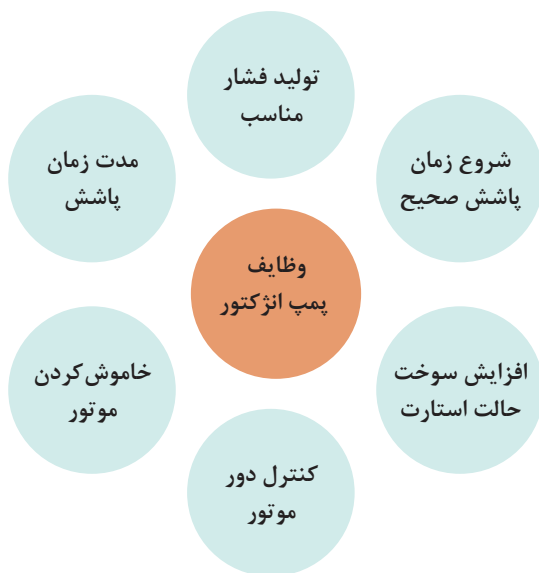 تولید فشار
مناسب
شروع زمان
پاشش صحیح
مدت زمان
پاشش
وظایف
پمپ انژکتور
افزایش سوخت
حالت استارت
خاموش‌کردن
موتور
کنترل دور
موتور